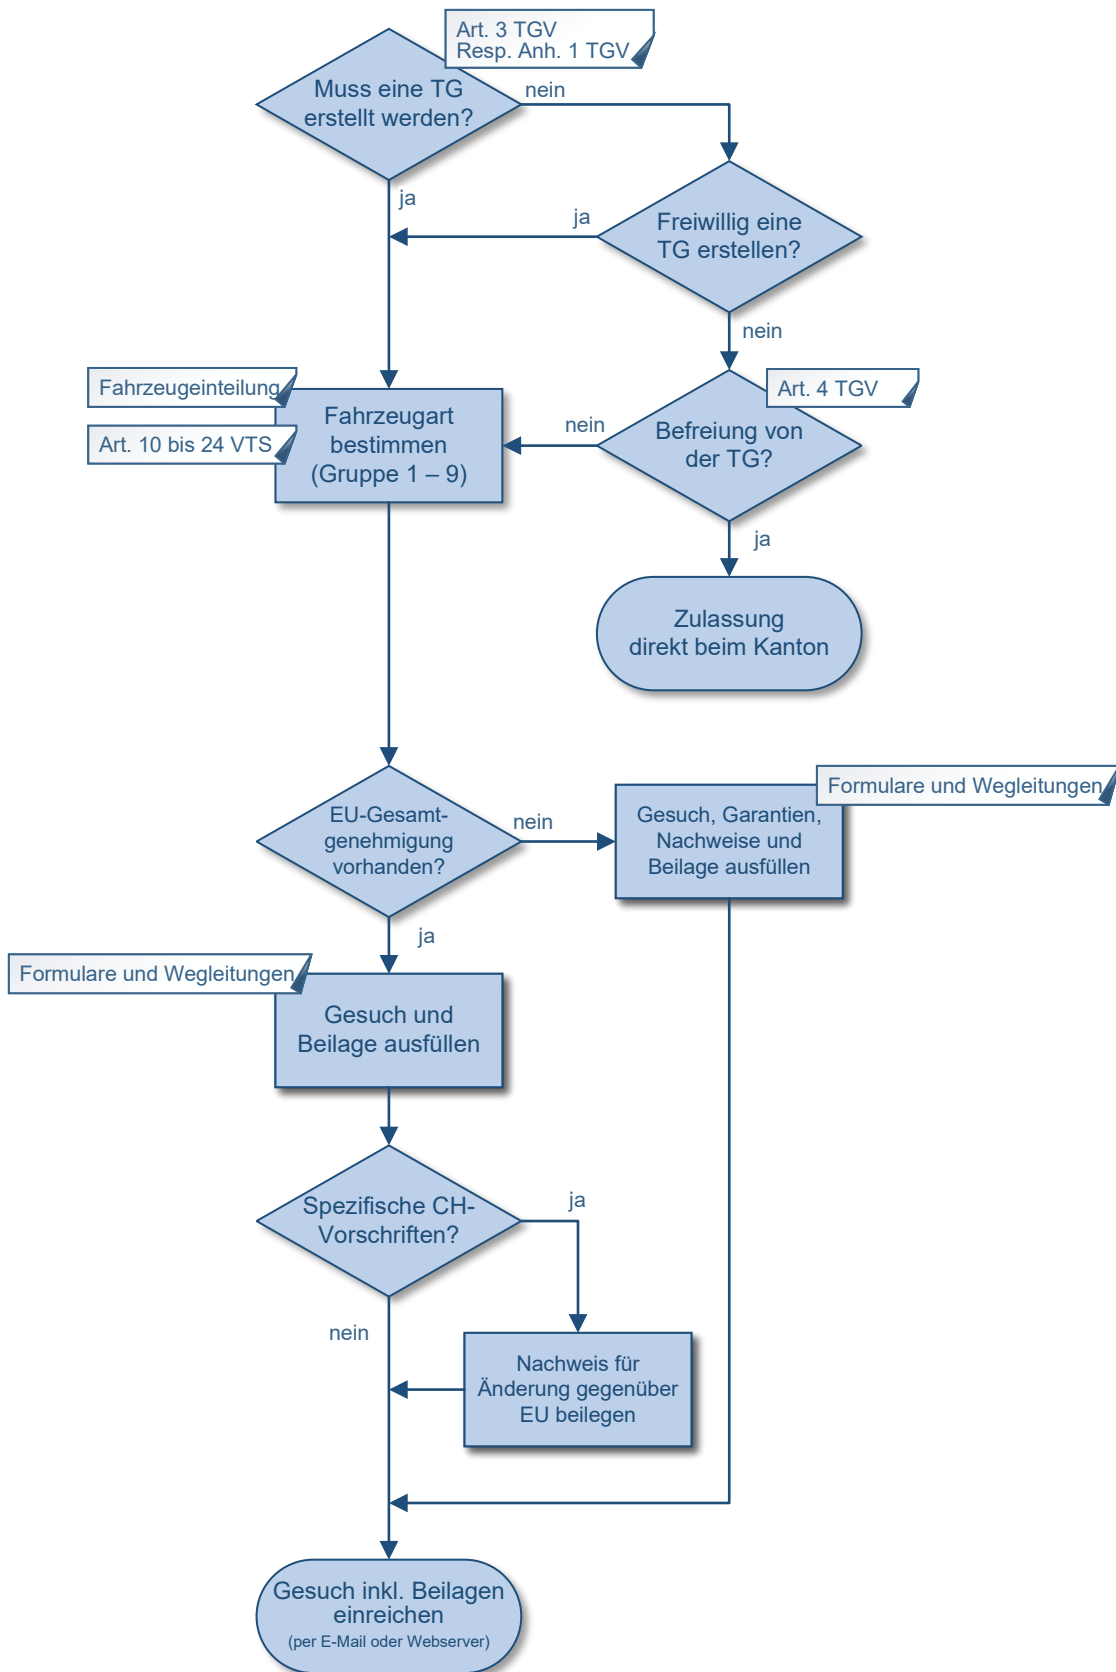 Art. 3 TGV
Resp. Anh. 1 TGV
Muss eine TG
erstellt werden?
nein
ja
Freiwillig eine
TG erstellen?
ja
nein
Fahrzeugeinteilung
Art. 10 bis 24 VTS
Fahrzeugart
bestimmen
(Gruppe 1 – 9)
Art. 4 TGV
nein
Befreiung von
der TG?
ja
Zulassung
direkt beim Kanton
EU-Gesamt-
genehmigung
vorhanden?
nein
Formulare und Wegleitungen
Gesuch, Garantien,
Nachweise und
Beilage ausfüllen
ja
Formulare und Wegleitungen
Gesuch und
Beilage ausfüllen
Spezifische CH-
Vorschriften?
ja
nein
Nachweis für
Änderung gegenüber
EU beilegen
Gesuch inkl. Beilagen
einreichen
(per E-Mail oder Webserver)